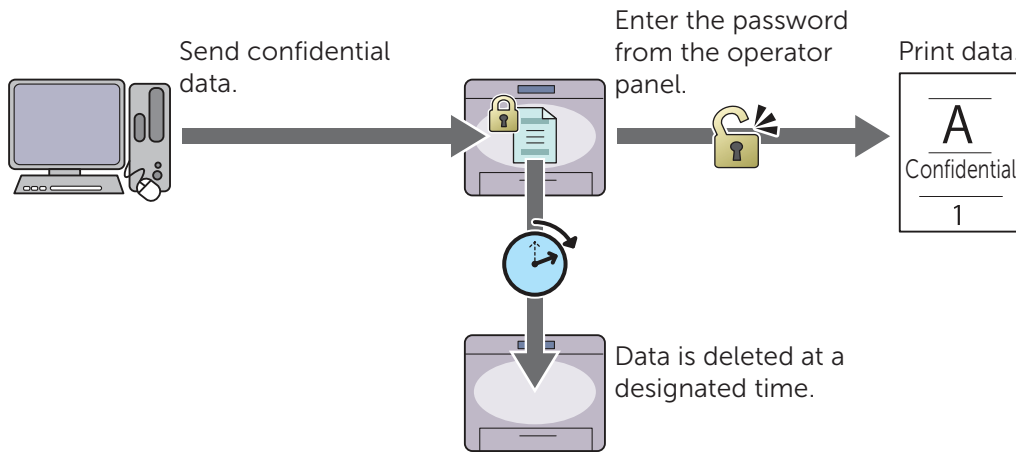 Send confidential
data.
Enter the password
from the operator
panel.
Print data.
A
Confidential
1
Data is deleted at a
designated time.